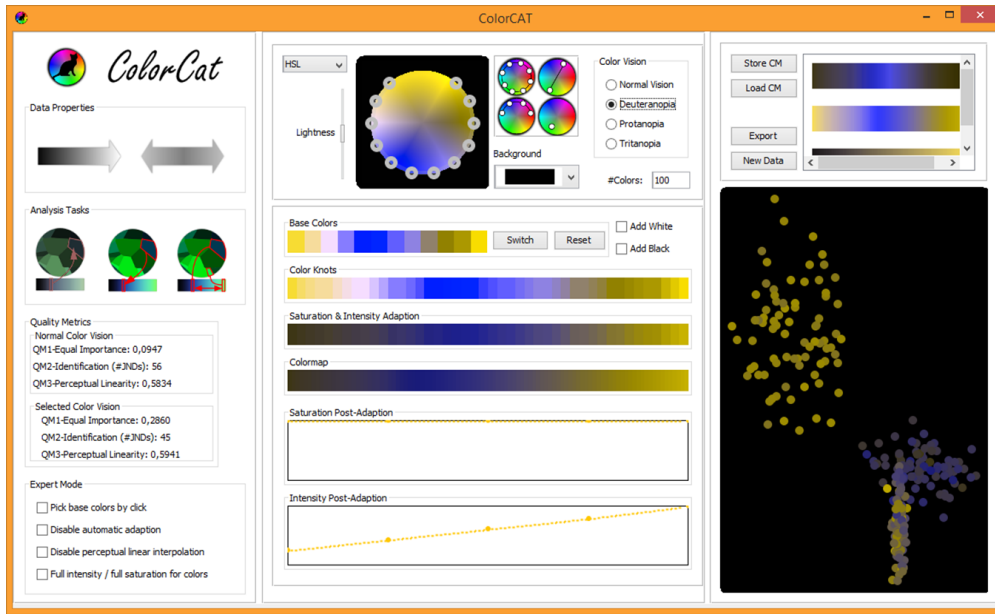 ColorCAT
ColorCat
Data Properties
Analysis Tasks
Quality Metrics
Normal Color Vision
QM1-Equal Importance: 0,0947
QM2-Identification (#JNDs): 56
QM3-Perceptual Linearity: 0,5834
Selected Color Vision
QM1-Equal Importance: 0,2860
QM2-Identification (#JNDs): 45
QM3-Perceptual Linearity: 0,5941
Expert Mode
Pick base colors by click
Disable automatic adaption
Disable perceptual linear interpolation
Full intensity / full saturation for colors
HSL
Lightness
Background
Color Vision
Normal Vision
Deuteranopia
Protanopia
Tritanopia
#Colors: 100
Base Colors
Switch
Reset
Add White
Add Black
Color Knots
Saturation & Intensity Adaption
Colormap
Saturation Post-Adaption
Intensity Post-Adaption
Store CM
Load CM
Export
New Data